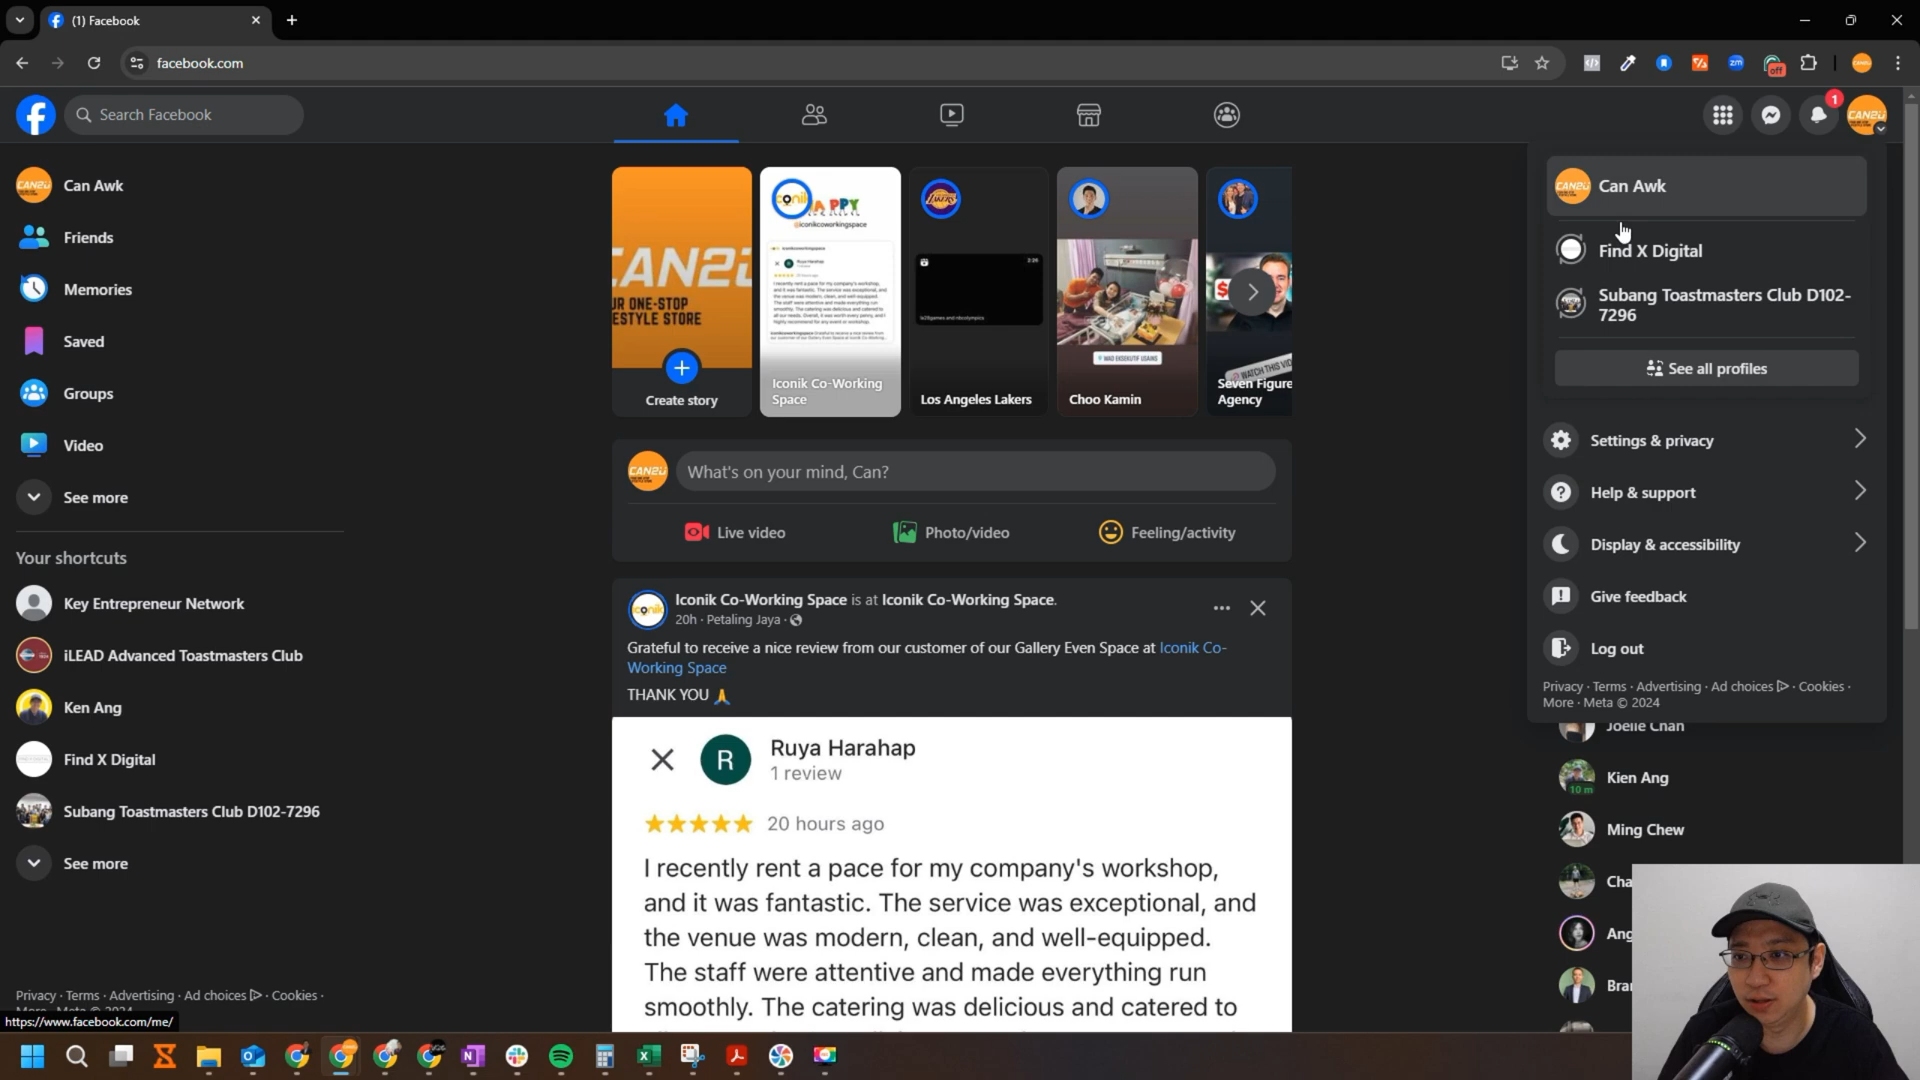 (1) Facebook
facebook.com
zm
off
Search Facebook
1
CAN2U
Can Awk
Friends
Memories
Saved
Groups
Video
See more
Your shortcuts
Key Entrepreneur Network
iLEAD Advanced Toastmasters Club
Ken Ang
Find X Digital
Subang Toastmasters Club D102-7296
See more
Privacy · Terms · Advertising · Ad choices · Cookies ·
https://www.facebook.com/me/
Create story
@iconikcoworkingspace
Iconik Co-Working
Space
Los Angeles Lakers
Choo Kamin
Seven Figure
Agency
What's on your mind, Can?
Live video
Photo/video
Feeling/activity
Iconik Co-Working Space is at Iconik Co-Working Space.
20h · Petaling Jaya ·
Grateful to receive a nice review from our customer of our Gallery Even Space at Iconik Co-
Working Space
THANK YOU 🙏
R
Ruya Harahap
1 review
★★★★★ 20 hours ago
I recently rent a pace for my company's workshop,
and it was fantastic. The service was exceptional, and
the venue was modern, clean, and well-equipped.
The staff were attentive and made everything run
smoothly. The catering was delicious and catered to
Can Awk
Find X Digital
Subang Toastmasters Club D102-
7296
See all profiles
Settings & privacy
Help & support
Display & accessibility
Give feedback
Log out
Privacy · Terms · Advertising · Ad choices · Cookies ·
More · Meta © 2024
Joelle Chan
Kien Ang
10 m
Ming Chew
Cha
Ang
Bra